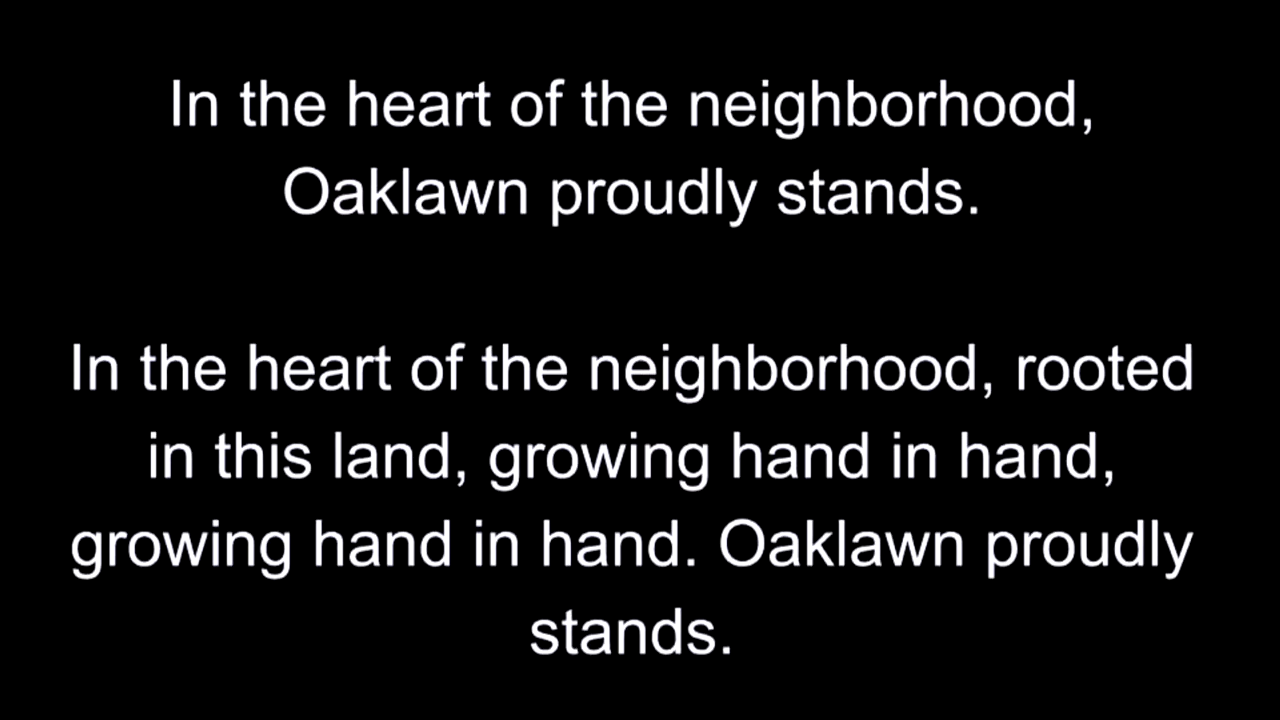 In the heart of the neighborhood,
Oaklawn proudly stands.
In the heart of the neighborhood, rooted
in this land, growing hand in hand,
growing hand in hand. Oaklawn proudly
stands.